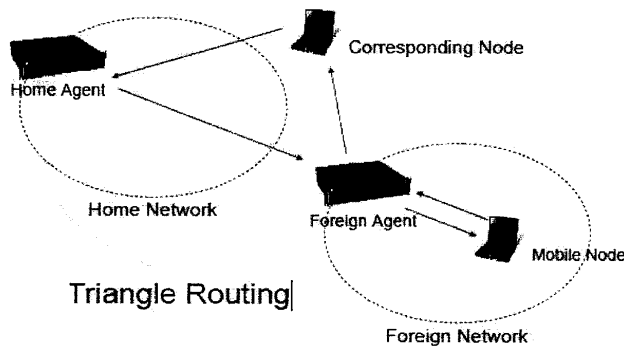 Corresponding Node
Home Agent
Home Network
Foreign Agent
Mobile Node
Triangle Routing
Foreign Network